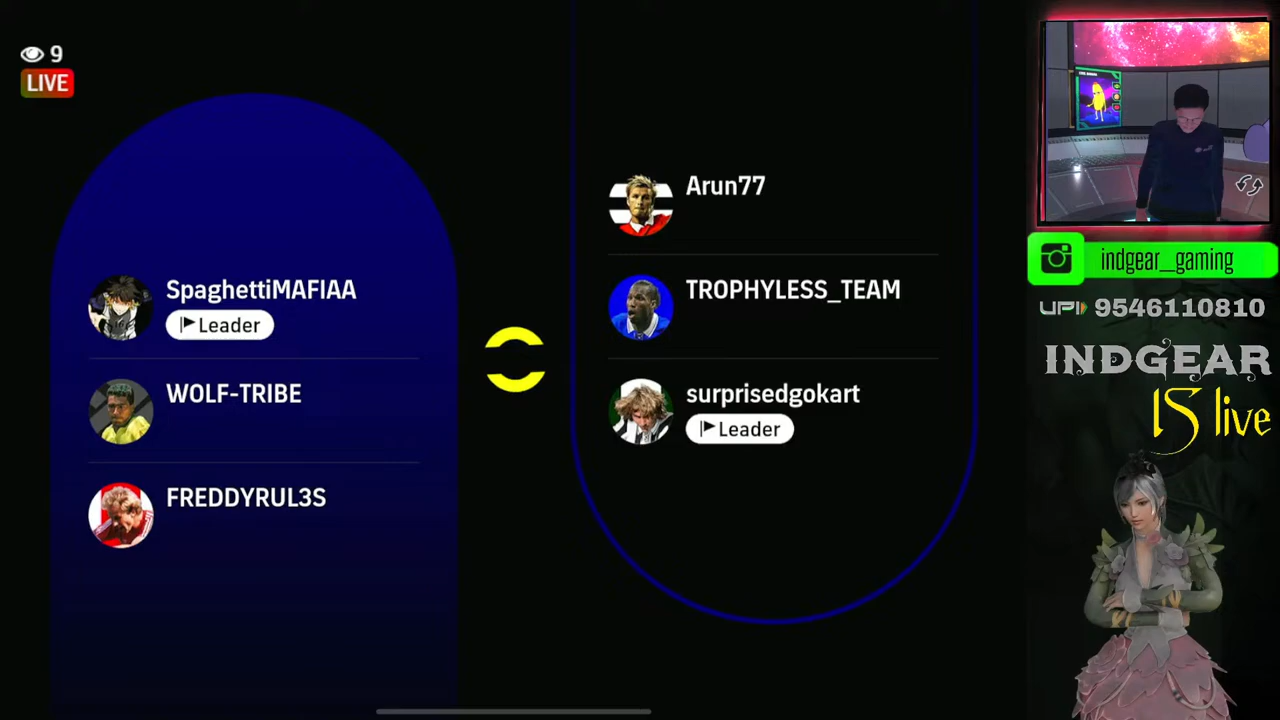 9
LIVE
SpaghettiMAFIAA
Leader
WOLF-TRIBE
FREDDYRUL3S
Arun77
TROPHYLESS_TEAM
surprisedgokart
Leader
indgear_gaming
UPI 9546110810
INDGEAR
IS live